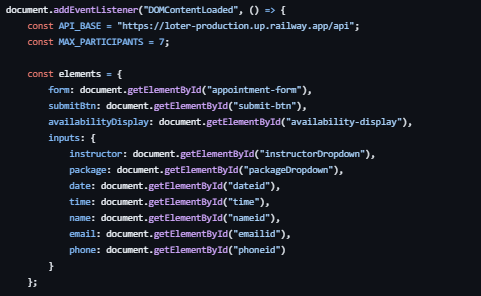 document.addEventListener("DOMContentLoaded", () => {
    const API_BASE = "https://loter-production.up.railway.app/api";
    const MAX_PARTICIPANTS = 7;

    const elements = {
        form: document.getElementById("appointment-form"),
        submitBtn: document.getElementById("submit-btn"),
        availabilityDisplay: document.getElementById("availability-display"),
        inputs: {
            instructor: document.getElementById("instructorDropdown"),
            package: document.getElementById("packageDropdown"),
            date: document.getElementById("dateid"),
            time: document.getElementById("time"),
            name: document.getElementById("nameid"),
            email: document.getElementById("emailid"),
            phone: document.getElementById("phoneid")
        }
    };